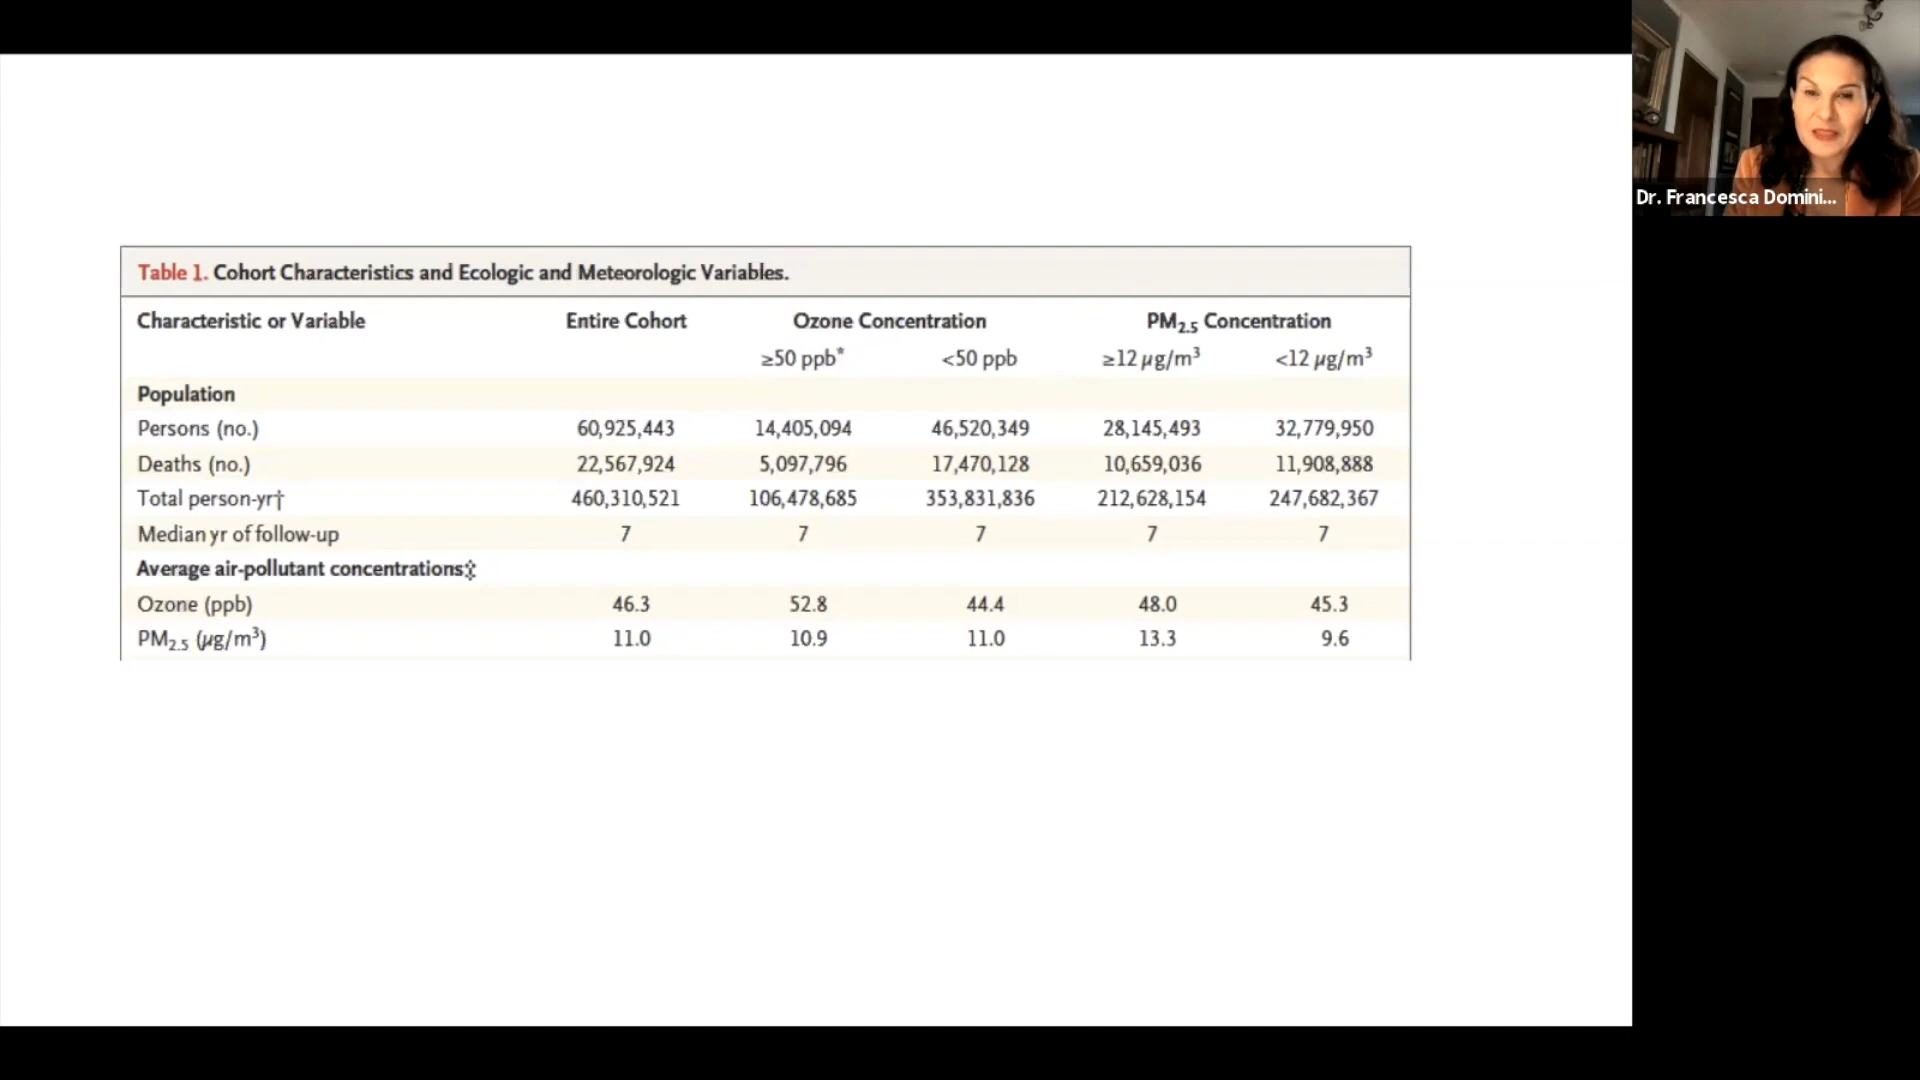 Dr. Francesca Domini...
Table 1. Cohort Characteristics and Ecologic and Meteorologic Variables.
Characteristic or Variable Entire Cohort Ozone Concentration PM2.5 Concentration
≥50 ppb* <50 ppb ≥12 μg/m³ <12 μg/m³
Population
Persons (no.) 60,925,443 14,405,094 46,520,349 28,145,493 32,779,950
Deaths (no.) 22,567,924 5,097,796 17,470,128 10,659,036 11,908,888
Total person-yr† 460,310,521 106,478,685 353,831,836 212,628,154 247,682,367
Median yr of follow-up 7 7 7 7 7
Average air-pollutant concentrations‡
Ozone (ppb) 46.3 52.8 44.4 48.0 45.3
PM2.5 (μg/m³) 11.0 10.9 11.0 13.3 9.6